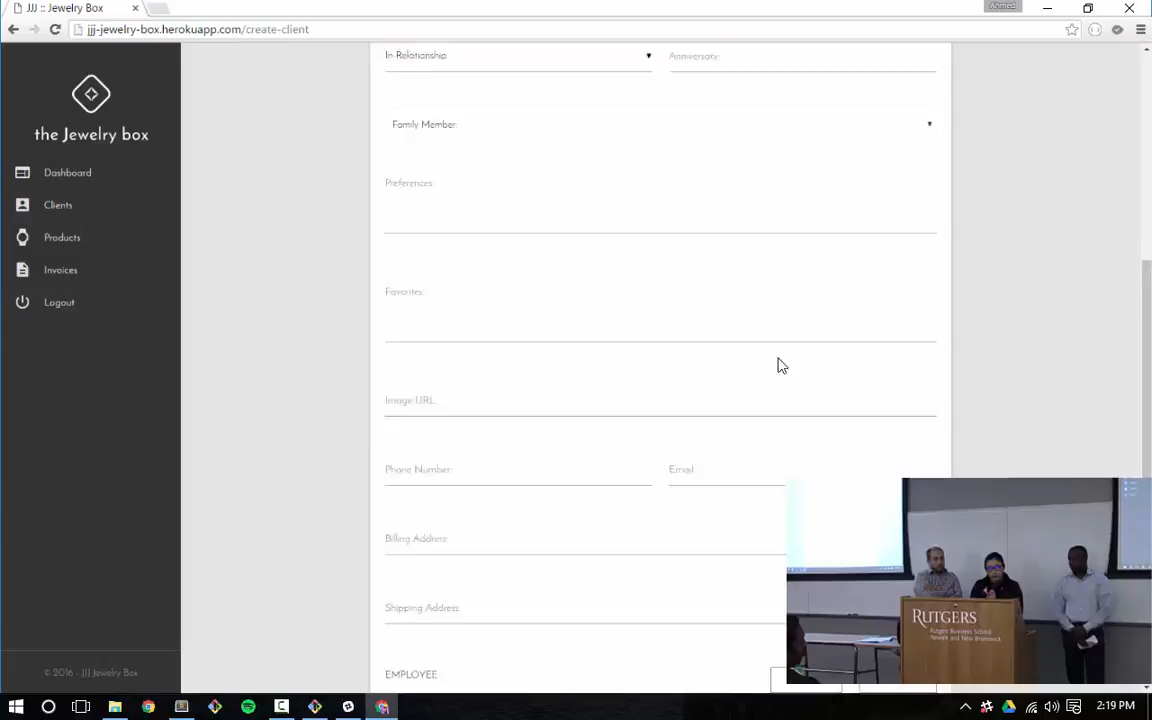 JJJ :: Jewelry Box
Ahmed
jjj-jewelry-box.herokuapp.com/create-client
the Jewelry box
Dashboard
Clients
Products
Invoices
Logout
© 2016 - JJJ Jewelry Box
In Relationship
Anniversary:
Family Member:
Preferences:
Favorites:
Image URL:
Phone Number:
Email:
Billing Address:
Shipping Address:
EMPLOYEE
RUTGERS
Rutgers Business School
Newark and New Brunswick
2:19 PM